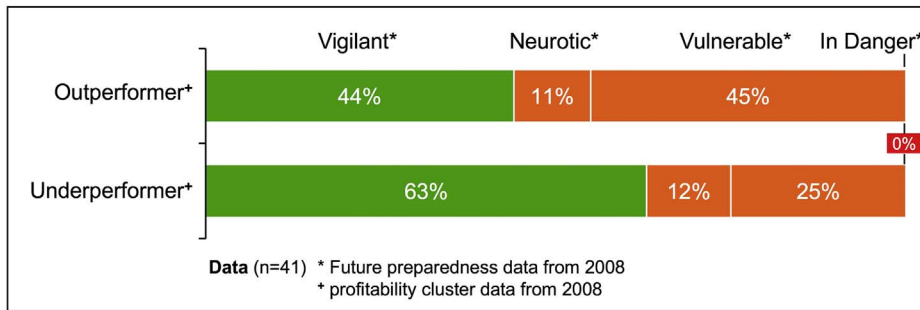 Vigilant* Neurotic* Vulnerable* In Danger*
Outperformer+ 44% 11% 45%
0%
Underperformer+ 63% 12% 25%
Data (n=41) * Future preparedness data from 2008
+ profitability cluster data from 2008